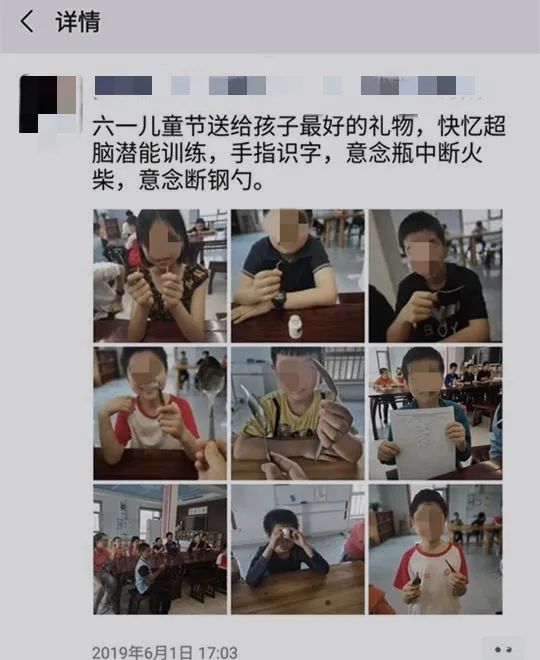 详情
六一儿童节送给孩子最好的礼物，快忆超
脑潜能训练，手指识字，意念瓶中断火
柴，意念断钢勺。
BOY
2019年6月1日 17:03